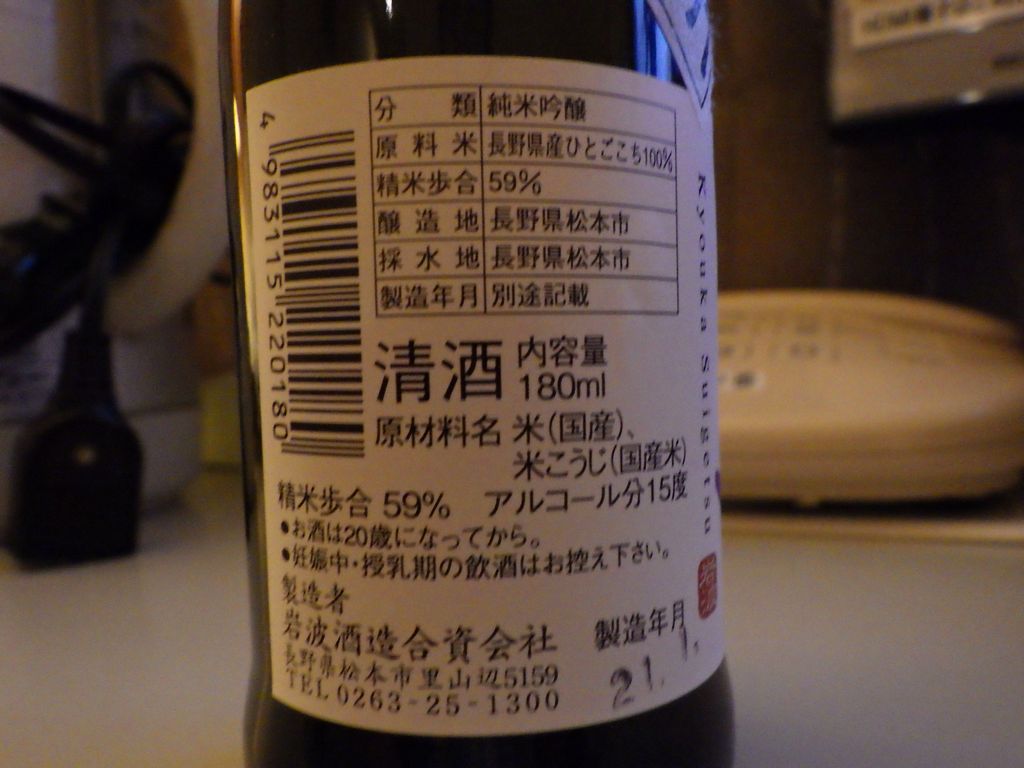 分類 純米吟醸
原料米 長野県産ひとごこち100%
精米歩合 59%
醸造地 長野県松本市
採水地 長野県松本市
製造年月 別途記載
4 983115 220180
清酒 内容量
180ml
原材料名 米(国産)、
米こうじ(国産米)
精米歩合 59% アルコール分15度
●お酒は20歳になってから。
●妊娠中・授乳期の飲酒はお控え下さい。
製造者
岩波酒造合資会社
長野県松本市里山辺5159
TEL 0263-25-1300
製造年月
21.1.
Kyouka Suigetsu